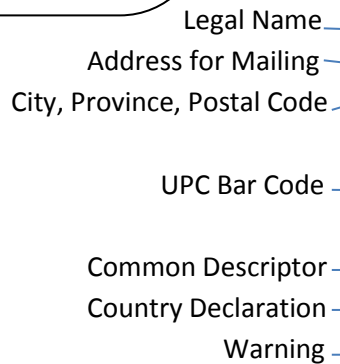 Legal Name
Address for Mailing
City, Province, Postal Code
UPC Bar Code
Common Descriptor
Country Declaration
Warning